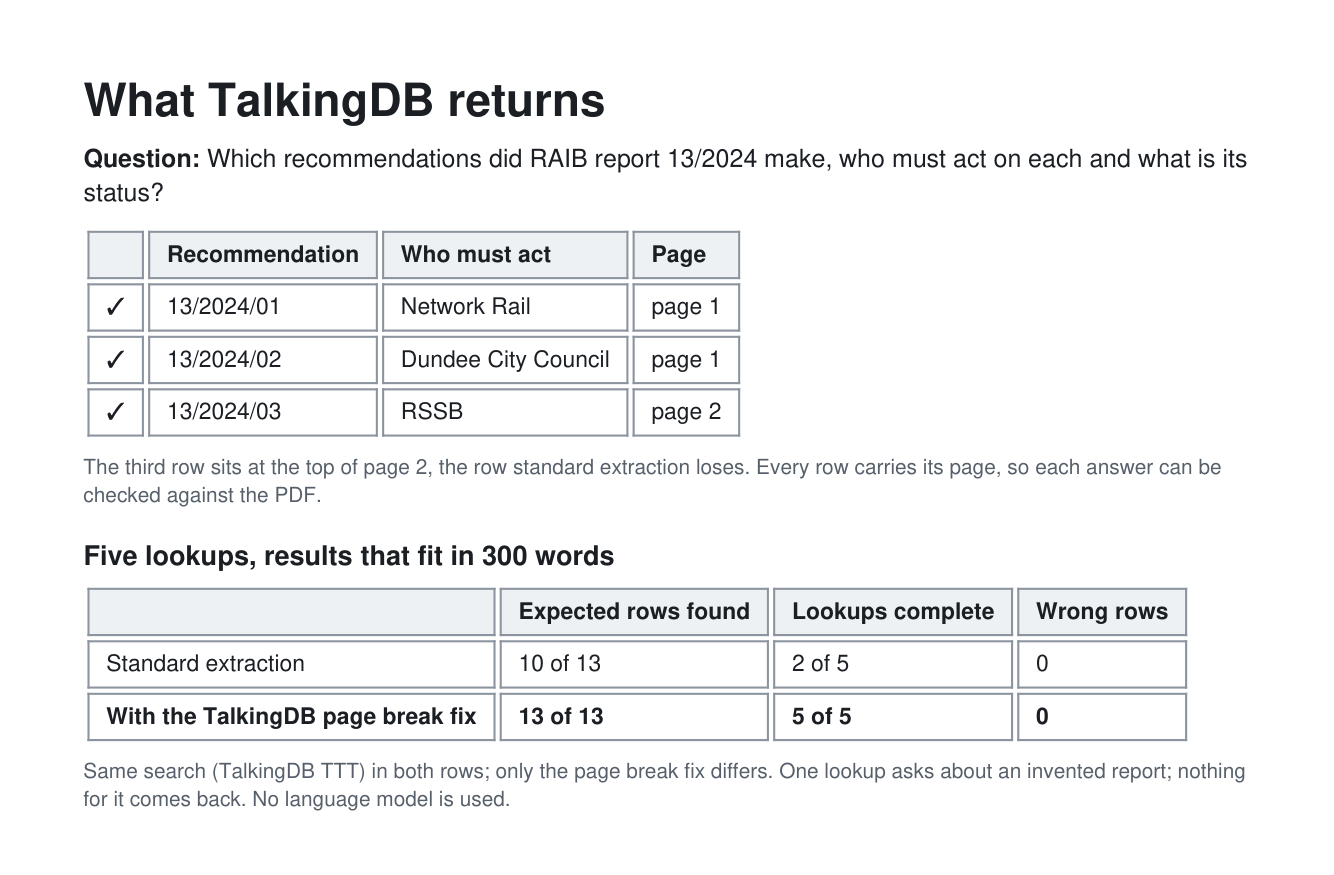 What TalkingDB returns
Question: Which recommendations did RAIB report 13/2024 make, who must act on each and what is its
status?
Recommendation Who must act Page
✓ 13/2024/01 Network Rail page 1
✓ 13/2024/02 Dundee City Council page 1
✓ 13/2024/03 RSSB page 2
The third row sits at the top of page 2, the row standard extraction loses. Every row carries its page, so each answer can be
checked against the PDF.
Five lookups, results that fit in 300 words
Expected rows found Lookups complete Wrong rows
Standard extraction 10 of 13 2 of 5 0
With the TalkingDB page break fix 13 of 13 5 of 5 0
Same search (TalkingDB TTT) in both rows; only the page break fix differs. One lookup asks about an invented report; nothing
for it comes back. No language model is used.